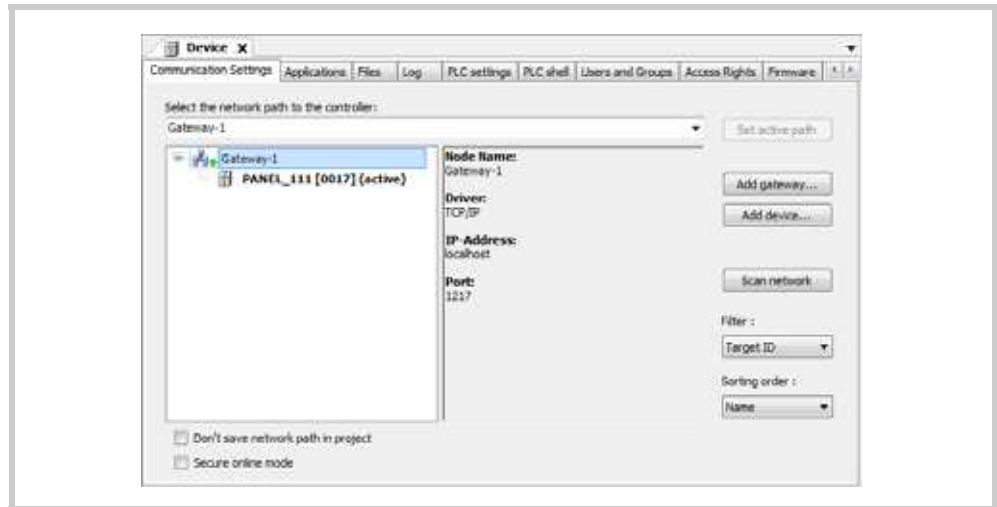 Device X
Communication Settings Applications Files Log PLC settings PLC shell Users and Groups Access Rights Firmware
Select the network path to the controller:
Gateway-1
Set active path
Gateway-1
PANEL_111 [0017] (active)
Node Name:
Gateway-1
Driver:
TCP/IP
IP-Address:
localhost
Port:
1217
Add gateway...
Add device...
Scan network
Filter :
Target ID
Sorting order :
Name
Don't save network path in project
Secure online mode